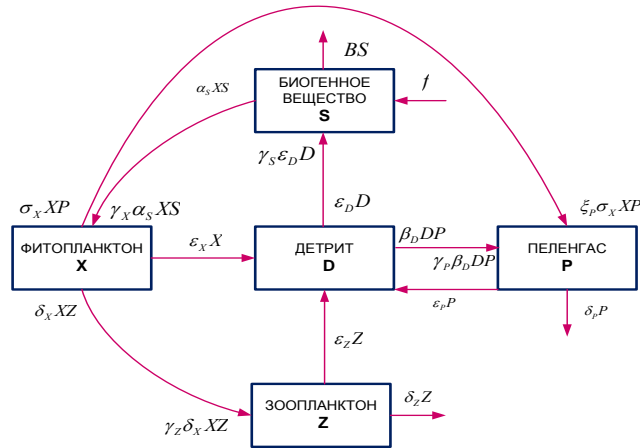 BS
БИОГЕННОЕ
ВЕЩЕСТВО
S
α_S XS
f
γ_S ε_D D
σ_X XP
γ_X α_S XS
ε_D D
ξ_P σ_X XP
ФИТОПЛАНКТОН
X
ε_X X
ДЕТРИТ
D
β_D DP
γ_P β_D DP
ПЕЛЕНГАС
P
δ_X XZ
ε_P P
δ_P P
ε_Z Z
γ_Z δ_X XZ
ЗООПЛАНКТОН
Z
δ_Z Z